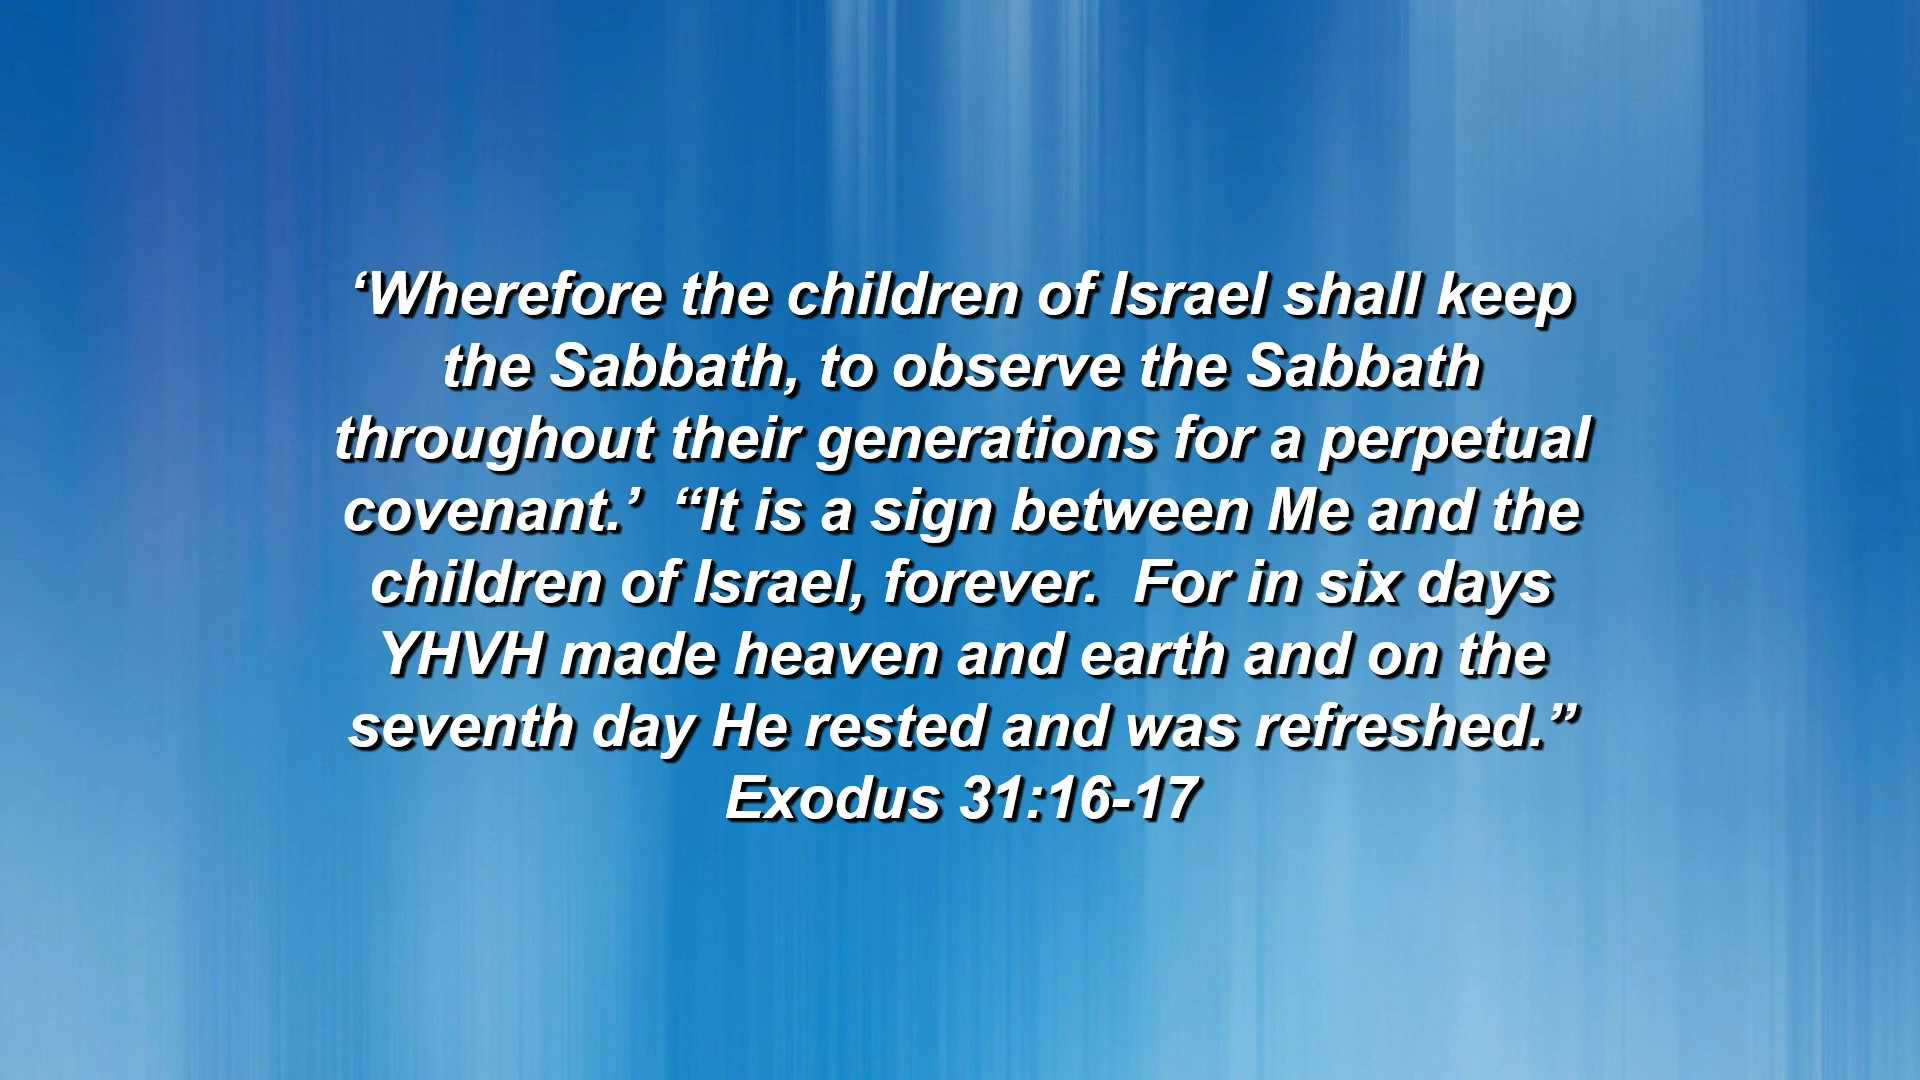 ‘Wherefore the children of Israel shall keep
the Sabbath, to observe the Sabbath
throughout their generations for a perpetual
covenant.’  “It is a sign between Me and the
children of Israel, forever.  For in six days
YHVH made heaven and earth and on the
seventh day He rested and was refreshed.”
Exodus 31:16-17